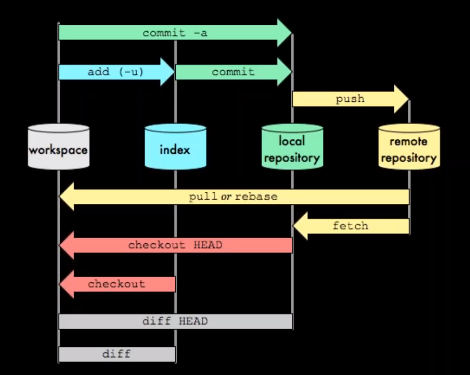 commit -a
add (-u)
commit
push
workspace
index
local
repository
remote
repository
pull or rebase
fetch
checkout HEAD
checkout
diff HEAD
diff